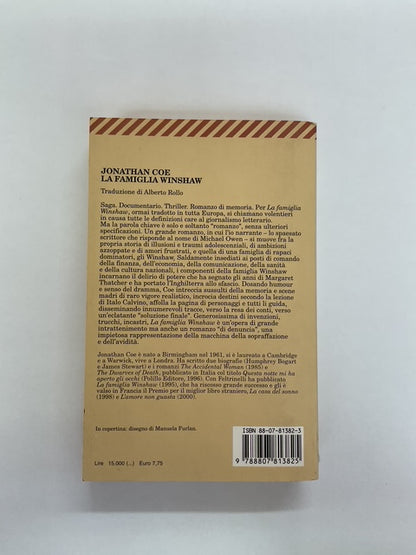 JONATHAN COE
LA FAMIGLIA WINSHAW
Traduzione di Alberto Rollo
Saga. Documentario. Thriller. Romanzo di memoria. Per La famiglia
Winshaw, ormai tradotto in tutta Europa, si chiamano volentieri
in causa tutte le definizioni care al giornalismo letterario.
Ma la parola chiave è solo e soltanto "romanzo", senza ulteriori
specificazioni. Un grande romanzo, in cui l'io narrante – lo spaesato
scrittore che risponde al nome di Michael Owen – si muove fra la
propria storia di illusioni e traumi adolescenziali, di ambizioni
azzoppate e di amori frustrati, e quella di una famiglia di rapaci
dominatori, gli Winshaw. Saldamente insediati ai posti di comando
della finanza, dell'economia, della comunicazione, della sanità
e della cultura nazionali, i componenti della famiglia Winshaw
incarnano il delirio di potere che ha segnato gli anni di Margaret
Thatcher e ha portato l'Inghilterra allo sfascio. Dosando humour
e senso del dramma, Coe intreccia sussulti della memoria e scene
madri di raro vigore realistico, incrocia destini secondo la lezione
di Italo Calvino, affolla la pagina di personaggi e tutti li guida,
disseminando innumerevoli tracce, verso la resa dei conti, verso
un'eclatante "soluzione finale". Generosissima di invenzioni,
trucchi, incastri, La famiglia Winshaw è un'opera di grande
intrattenimento ma anche un romanzo "di denuncia", una
impietosa rappresentazione della macchina della sopraffazione
e dell'avidità.
Jonathan Coe è nato a Birmingham nel 1961, si è laureato a Cambridge
e a Warwick, vive a Londra. Ha scritto due biografie (Humphrey Bogart
e James Stewart) e i romanzi The Accidental Woman (1985) e
The Dwarves of Death, pubblicato in Italia col titolo Questa notte mi ha
aperto gli occhi (Polillo Editore, 1996). Con Feltrinelli ha pubblicato
La famiglia Winshaw (1995), che ha riscosso grande successo e gli è
valso in Francia il Premio per il miglior libro straniero, La casa del sonno
(1998) e L'amore non guasta (2000).
In copertina: disegno di Manuela Furlan.
Lire 15.000 (...) Euro 7,75
ISBN 88-07-81382-3
9 788807 813825